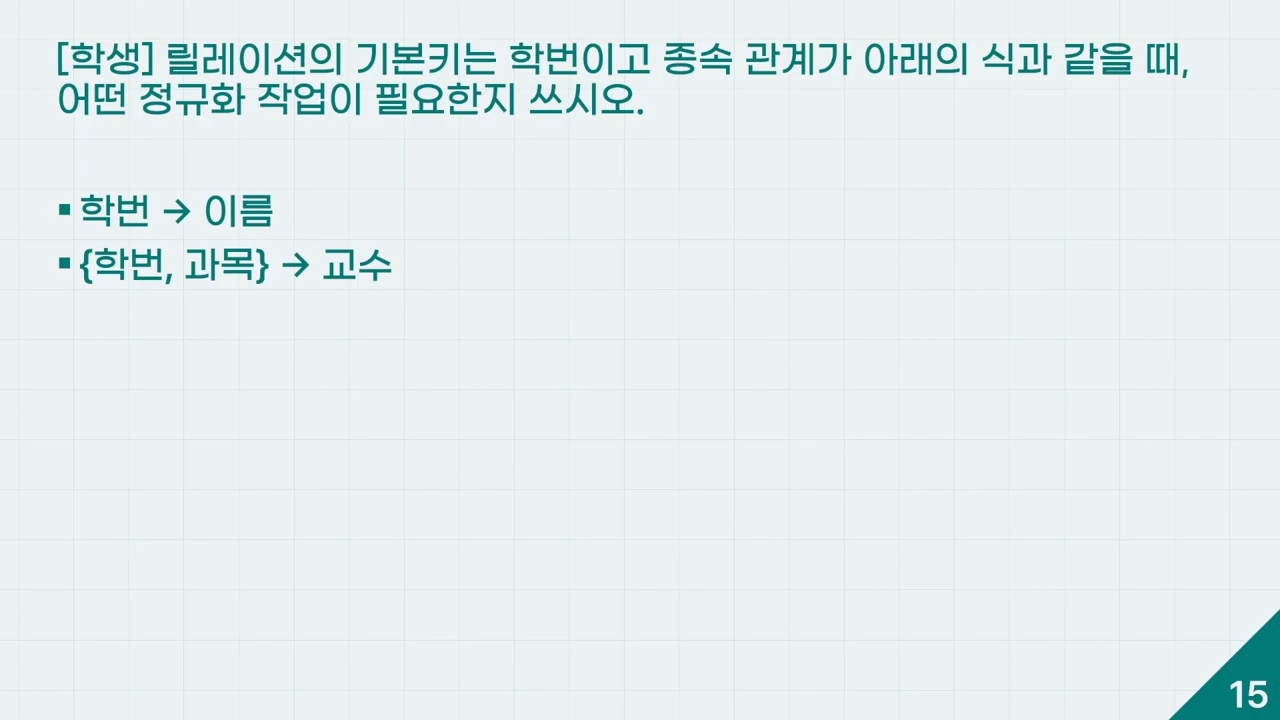 [학생] 릴레이션의 기본키는 학번이고 종속 관계가 아래의 식과 같을 때,
어떤 정규화 작업이 필요한지 쓰시오.
▪ 학번 → 이름
▪ {학번, 과목} → 교수
15